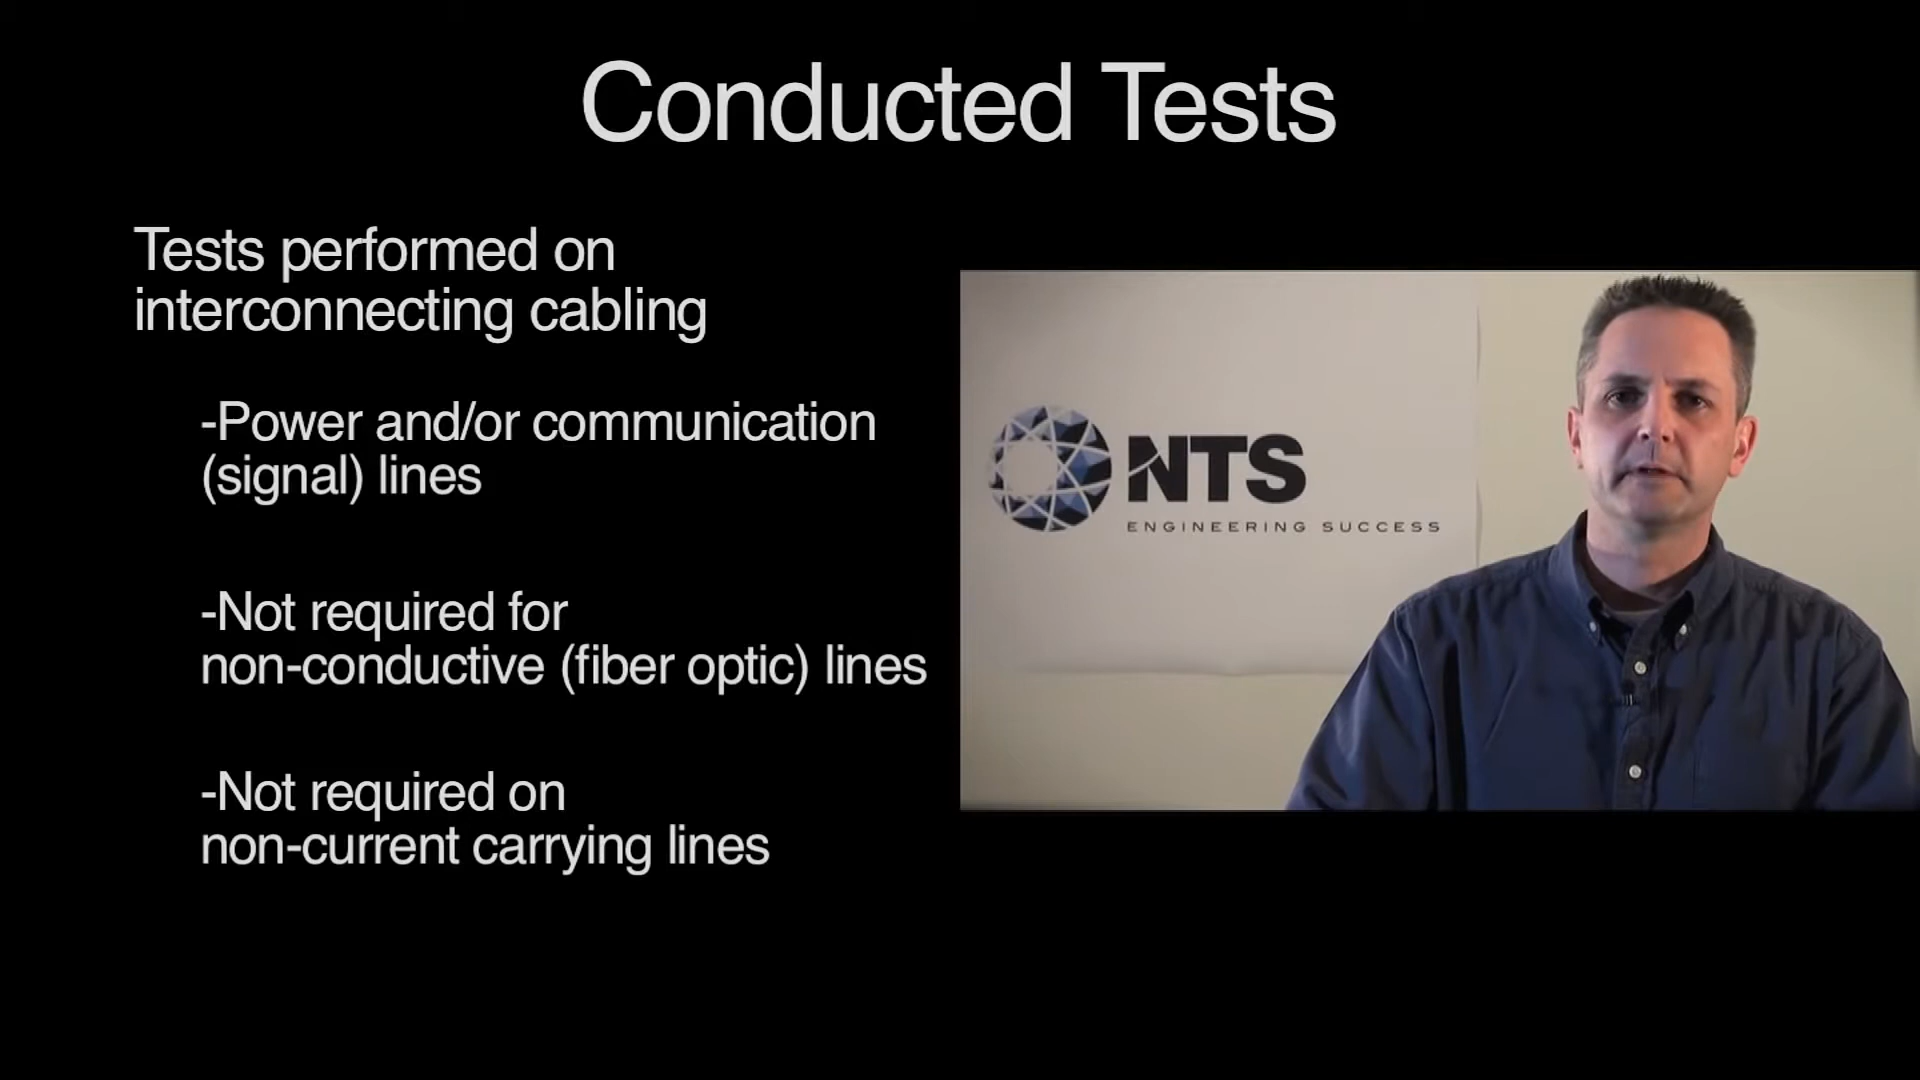 Conducted Tests
Tests performed on
interconnecting cabling
-Power and/or communication
(signal) lines
-Not required for
non-conductive (fiber optic) lines
-Not required on
non-current carrying lines
NTS
ENGINEERING SUCCESS